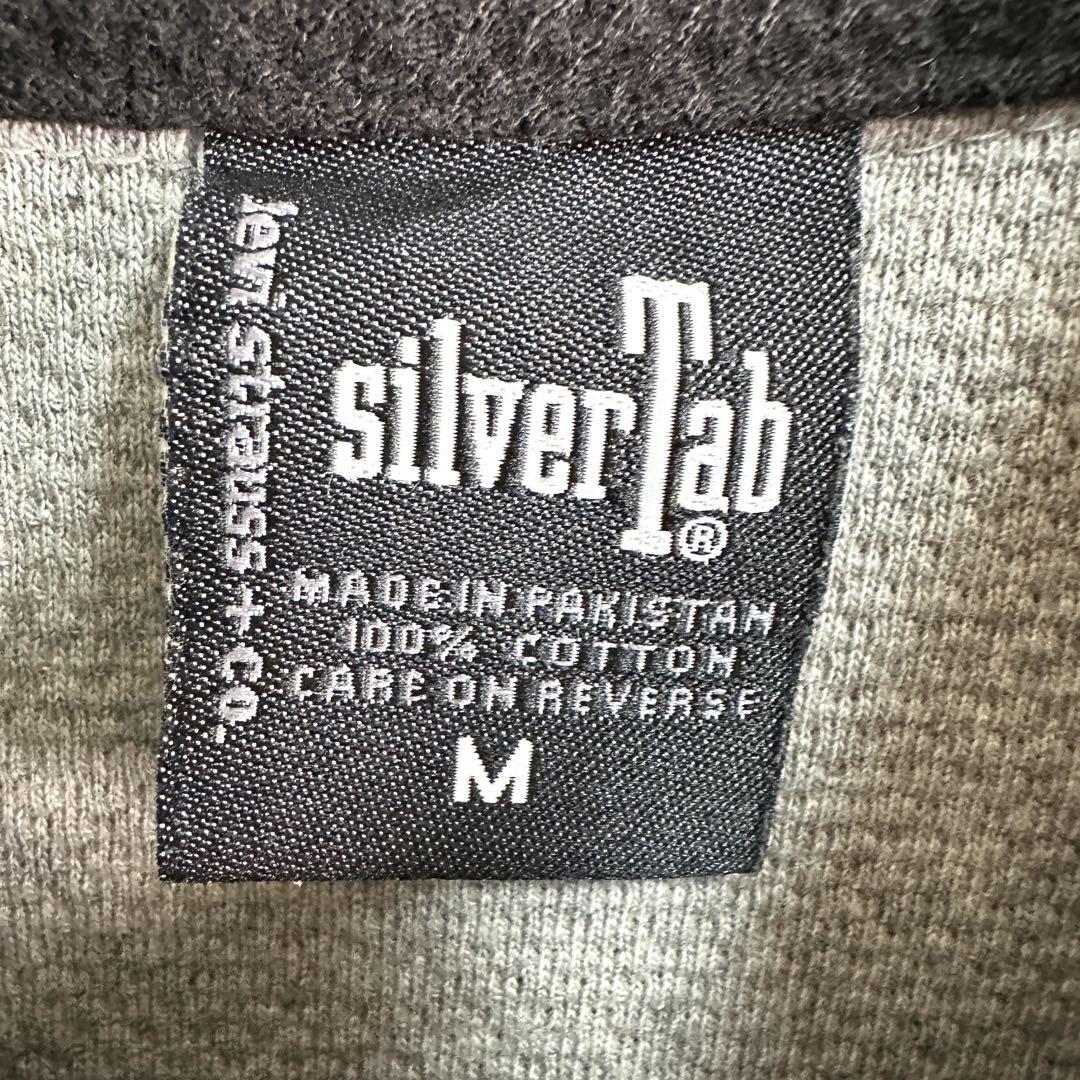 levi strauss + co.
silverTab®
MADE IN PAKISTAN
100% COTTON
CARE ON REVERSE
M